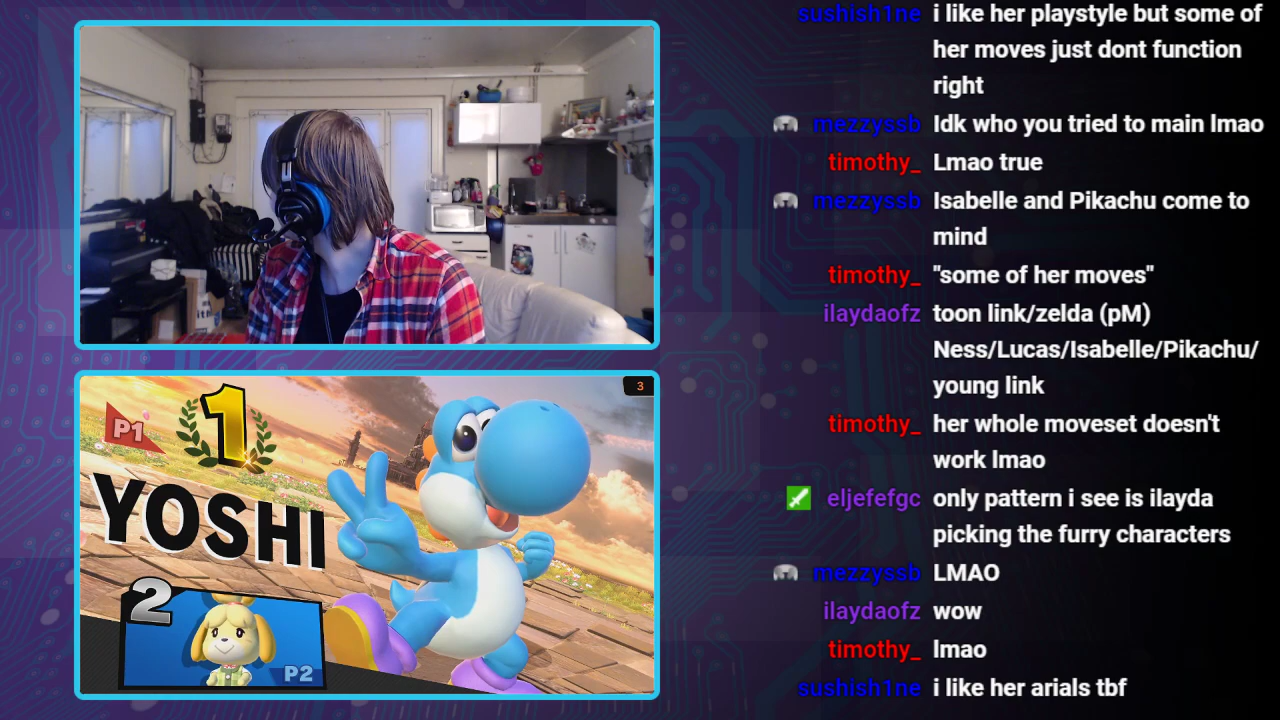 sushish1ne i like her playstyle but some of
her moves just dont function
right
mezzyssb Idk who you tried to main lmao
timothy_ Lmao true
mezzyssb Isabelle and Pikachu come to
mind
timothy_ "some of her moves"
ilaydaofz toon link/zelda (pM)
Ness/Lucas/Isabelle/Pikachu/
young link
timothy_ her whole moveset doesn't
work lmao
eljefefgc only pattern i see is ilayda
picking the furry characters
mezzyssb LMAO
ilaydaofz wow
timothy_ lmao
sushish1ne i like her arials tbf
3
P1
1
YOSHI
2
P2